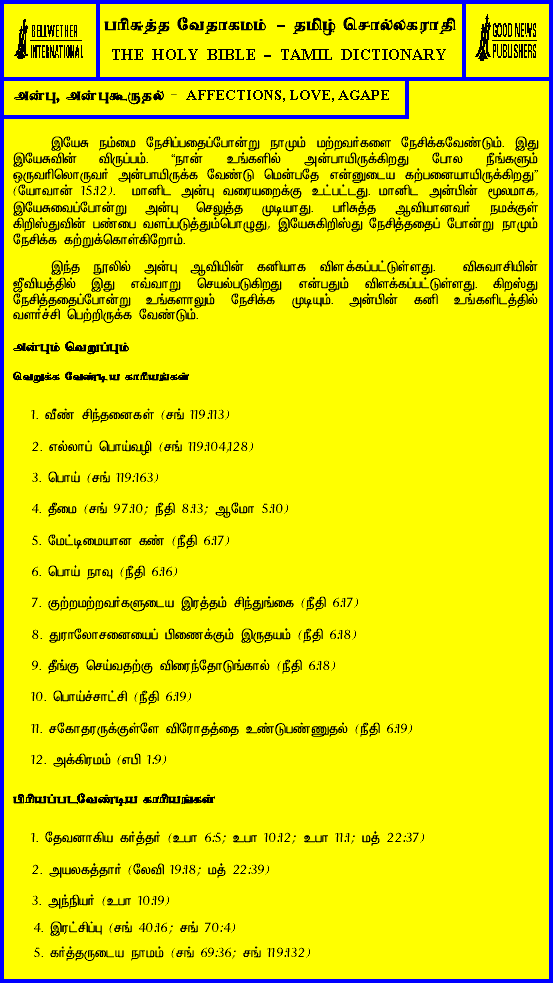 BELLWETHER
INTERNATIONAL
பரிசுத்த வேதாகமம் – தமிழ் சொல்லகராதி
THE HOLY BIBLE – TAMIL DICTIONARY
GOOD NEWS
PUBLISHERS
அன்பு, அன்புகூருதல் – AFFECTIONS, LOVE, AGAPE
இயேசு நம்மை நேசிப்பதைப்போன்று நாமும் மற்றவர்களை நேசிக்கவேண்டும். இது
இயேசுவின் விருப்பம். “நான் உங்களில் அன்பாயிருக்கிறது போல நீங்களும்
ஒருவரிலொருவர் அன்பாயிருக்க வேண்டு மென்பதே என்னுடைய கற்பனையாயிருக்கிறது”
(யோவான் 15:12). மானிட அன்பு வரையறைக்கு உட்பட்டது. மானிட அன்பின் மூலமாக,
இயேசுவைப்போன்று அன்பு செலுத்த முடியாது. பரிசுத்த ஆவியானவர் நமக்குள்
கிறிஸ்துவின் பண்பை வளப்படுத்தும்பொழுது, இயேசுகிறிஸ்து நேசித்ததைப் போன்று நாமும்
நேசிக்க கற்றுக்கொள்கிறோம்.
இந்த நூலில் அன்பு ஆவியின் கனியாக விளக்கப்பட்டுள்ளது. விசுவாசியின்
ஜீவியத்தில் இது எவ்வாறு செயல்படுகிறது என்பதும் விளக்கப்பட்டுள்ளது. கிறஸ்து
நேசித்ததைப்போன்று உங்களாலும் நேசிக்க முடியும். அன்பின் கனி உங்களிடத்தில்
வளர்ச்சி பெற்றிருக்க வேண்டும்.
அன்பும் வெறுப்பும்
வெறுக்க வேண்டிய காரியங்கள்
1. வீண் சிந்தனைகள் (சங் 119:113)
2. எல்லாப் பொய்வழி (சங் 119:104,128)
3. பொய் (சங் 119:163)
4. தீமை (சங் 97:10; நீதி 8:13; ஆமோ 5:10)
5. மேட்டிமையான கண் (நீதி 6:17)
6. பொய் நாவு (நீதி 6:16)
7. குற்றமற்றவர்களுடைய இரத்தம் சிந்துங்கை (நீதி 6:17)
8. துராலோசனையைப் பிணைக்கும் இருதயம் (நீதி 6:18)
9. தீங்கு செய்வதற்கு விரைந்தோடுங்கால் (நீதி 6:18)
10. பொய்ச்சாட்சி (நீதி 6:19)
11. சகோதரருக்குள்ளே விரோதத்தை உண்டுபண்ணுதல் (நீதி 6:19)
12. அக்கிரமம் (எபி 1:9)
பிரியப்படவேண்டிய காரியங்கள்
1. தேவனாகிய கர்த்தர் (உபா 6:5; உபா 10:12; உபா 11:1; மத் 22:37)
2. அயலகத்தார் (லேவி 19:18; மத் 22:39)
3. அந்நியர் (உபா 10:19)
4. இரட்சிப்பு (சங் 40:16; சங் 70:4)
5. கர்த்தருடைய நாமம் (சங் 69:36; சங் 119:132)